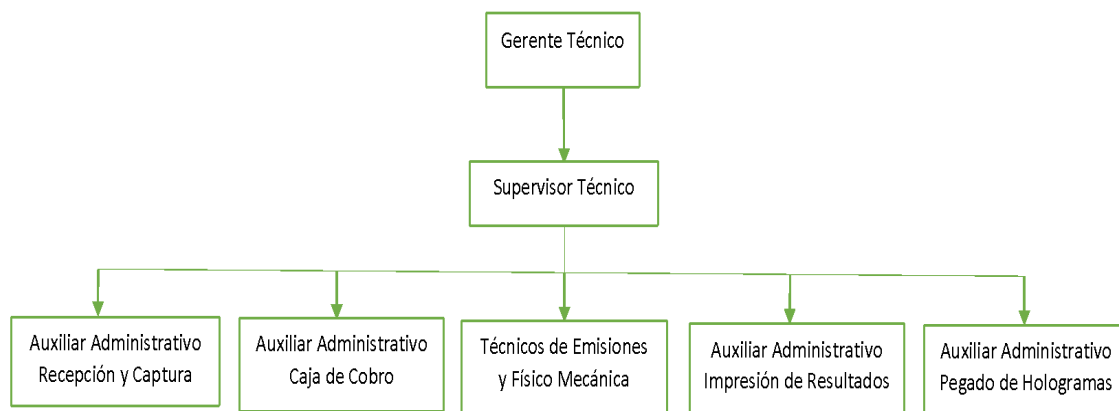 Gerente Técnico
Supervisor Técnico
Auxiliar Administrativo
Recepción y Captura
Auxiliar Administrativo
Caja de Cobro
Técnicos de Emisiones
y Físico Mecánica
Auxiliar Administrativo
Impresión de Resultados
Auxiliar Administrativo
Pegado de Hologramas